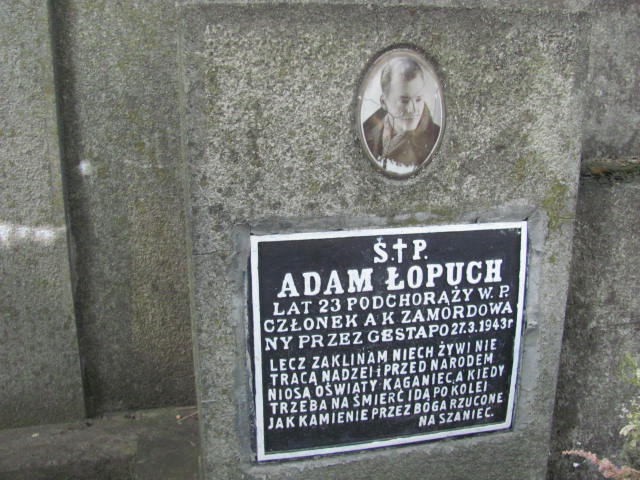 Ś.†P.
ADAM ŁOPUCH
LAT 23 PODCHORĄŻY W.P.
CZŁONEK A K ZAMORDOWA
NY PRZEZ GESTAPO 27.3.1943r
LECZ ZAKLINAM NIECH ŻYWI NIE
TRACĄ NADZEI i PRZED NARODEM
NIOSĄ OŚWIATY KAGANIEC, A KIEDY
TRZEBA NA ŚMIERĆ IDĄ PO KOLEI
JAK KAMIENIE PRZEZ BOGA RZUCONE
NA SZANIEC.